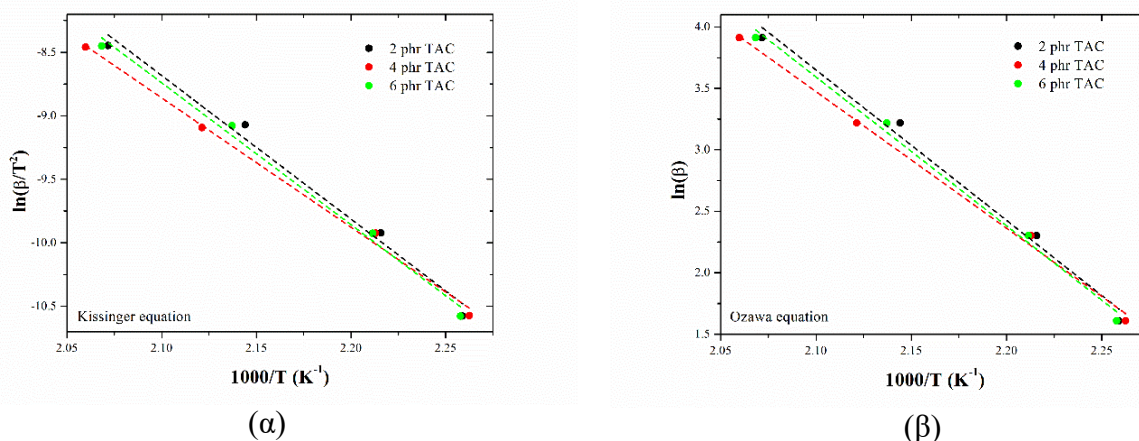 -8.5
-9.0
-9.5
-10.0
-10.5
ln(β/T²)
2 phr TAC
4 phr TAC
6 phr TAC
Kissinger equation
2.05
2.10
2.15
2.20
2.25
1000/T (K⁻¹)
(α)
4.0
3.5
3.0
2.5
2.0
1.5
ln(β)
2 phr TAC
4 phr TAC
6 phr TAC
Ozawa equation
2.05
2.10
2.15
2.20
2.25
1000/T (K⁻¹)
(β)